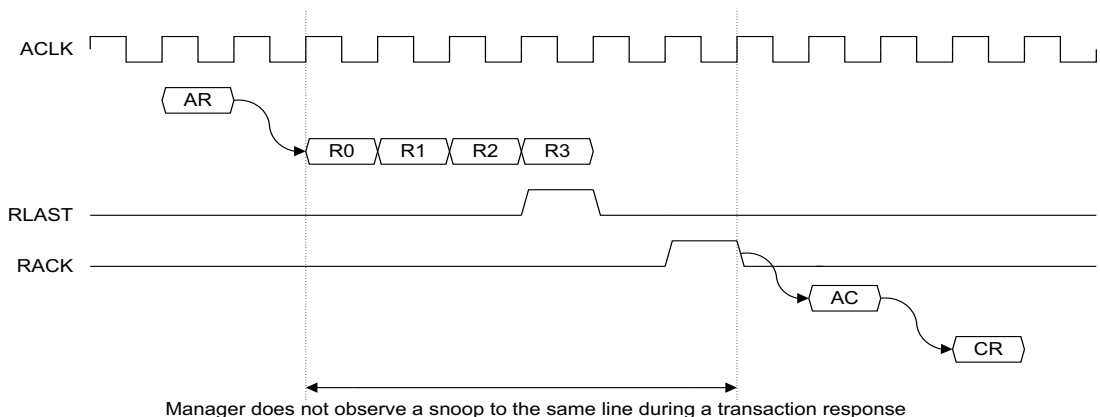 ACLK
AR
R0 R1 R2 R3
RLAST
RACK
AC
CR
Manager does not observe a snoop to the same line during a transaction response